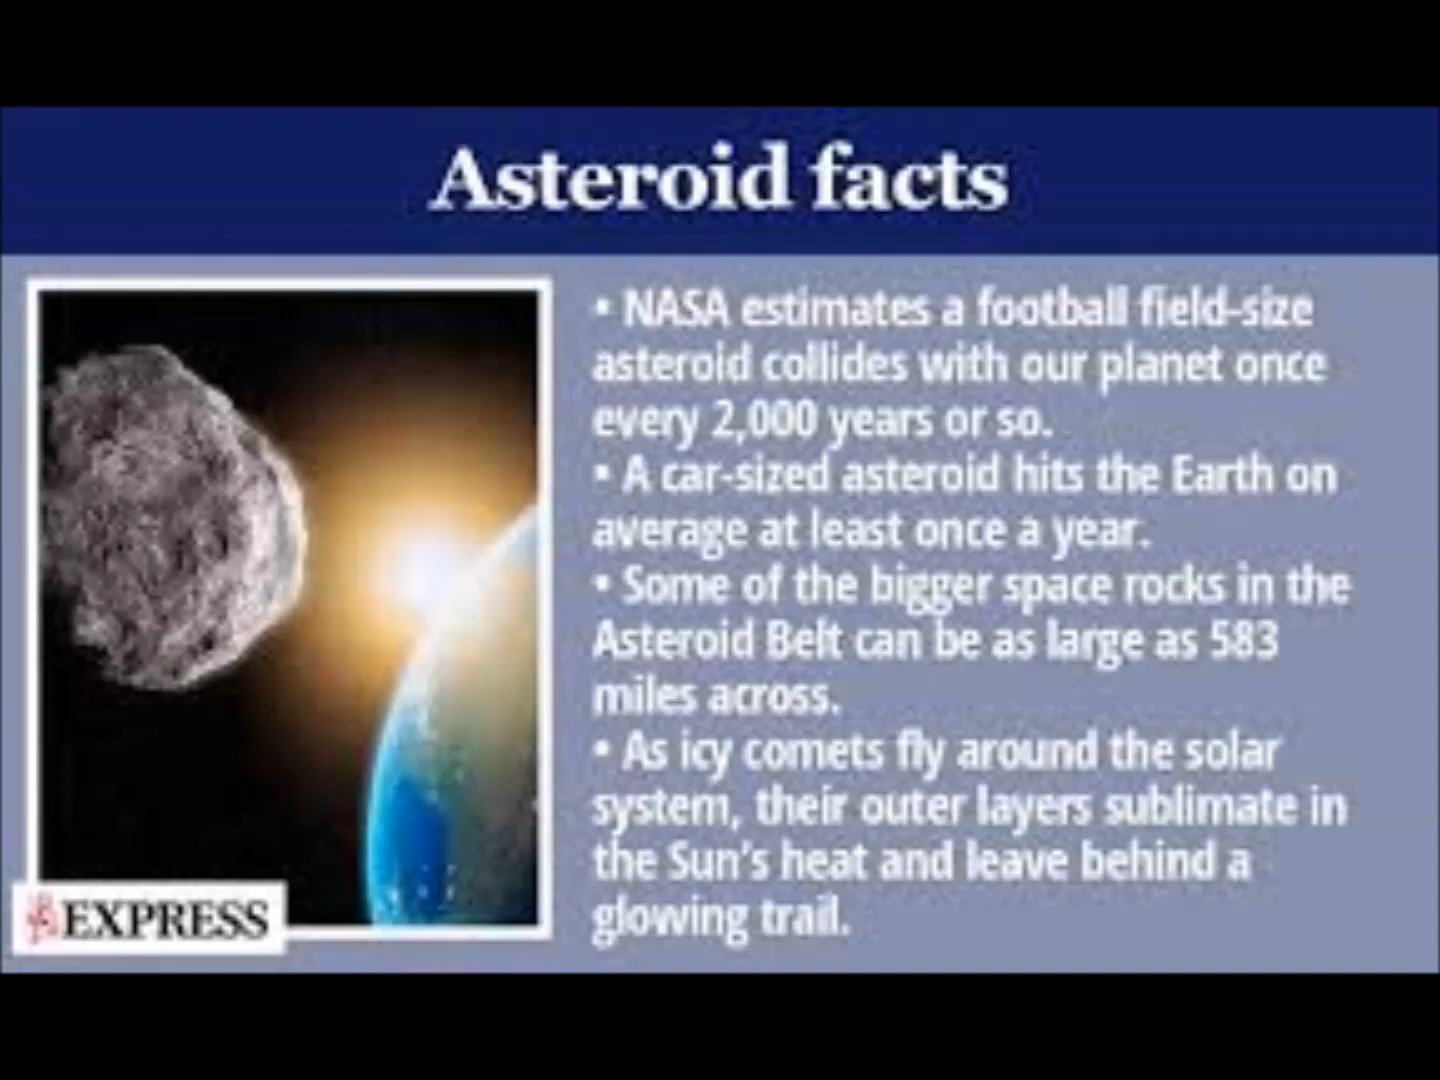 Asteroid facts
• NASA estimates a football field-size
asteroid collides with our planet once
every 2,000 years or so.
• A car-sized asteroid hits the Earth on
average at least once a year.
• Some of the bigger space rocks in the
Asteroid Belt can be as large as 583
miles across.
• As icy comets fly around the solar
system, their outer layers sublimate in
the Sun's heat and leave behind a
glowing trail.
EXPRESS